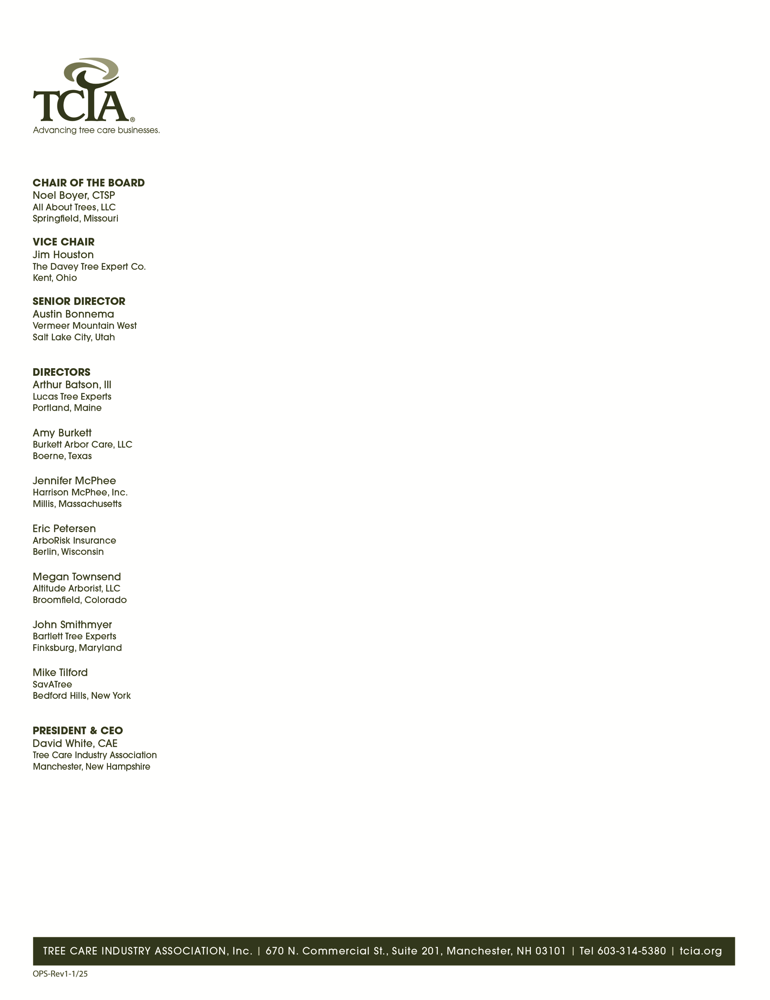 TCIA®
Advancing tree care businesses.
CHAIR OF THE BOARD
Noel Boyer, CTSP
All About Trees, LLC
Springfield, Missouri
VICE CHAIR
Jim Houston
The Davey Tree Expert Co.
Kent, Ohio
SENIOR DIRECTOR
Austin Bonnema
Vermeer Mountain West
Salt Lake City, Utah
DIRECTORS
Arthur Batson, III
Lucas Tree Experts
Portland, Maine
Amy Burkett
Burkett Arbor Care, LLC
Boerne, Texas
Jennifer McPhee
Harrison McPhee, Inc.
Millis, Massachusetts
Eric Petersen
ArboRisk Insurance
Berlin, Wisconsin
Megan Townsend
Altitude Arborist, LLC
Broomfield, Colorado
John Smithmyer
Bartlett Tree Experts
Finksburg, Maryland
Mike Tilford
SavATree
Bedford Hills, New York
PRESIDENT & CEO
David White, CAE
Tree Care Industry Association
Manchester, New Hampshire
TREE CARE INDUSTRY ASSOCIATION, Inc. | 670 N. Commercial St., Suite 201, Manchester, NH 03101 | Tel 603-314-5380 | tcia.org
OPS-Rev1-1/25